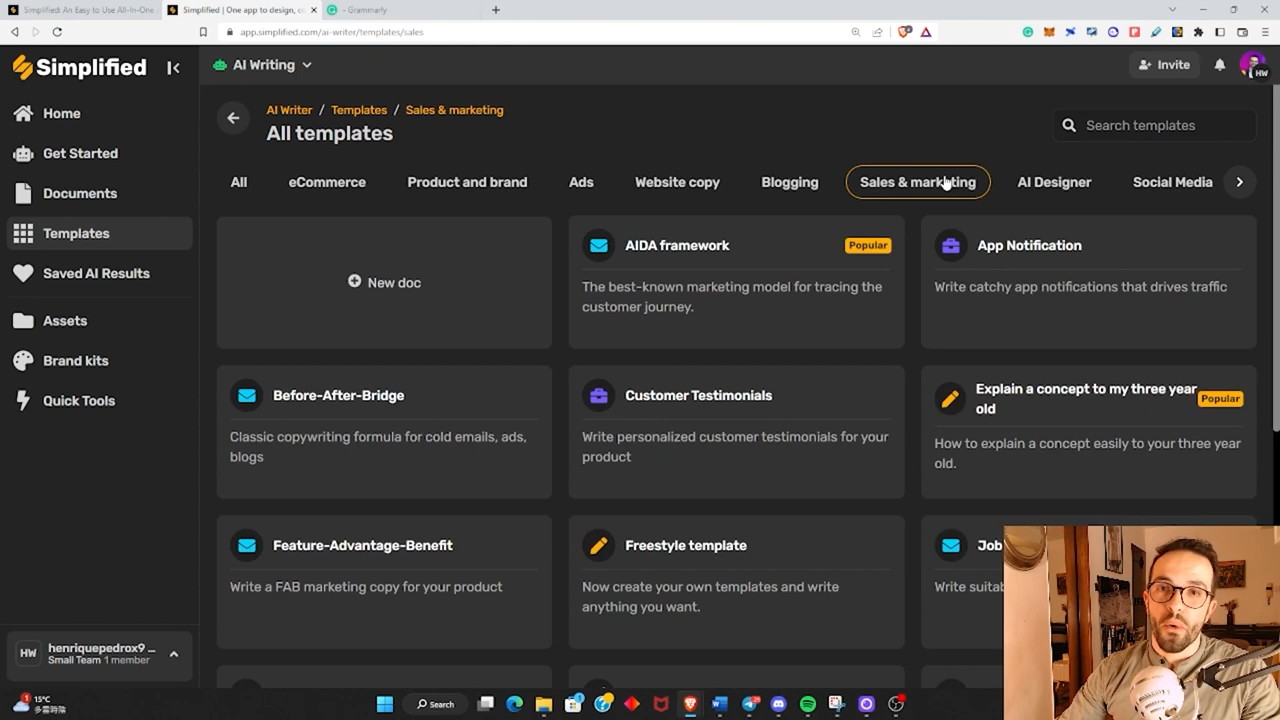 Simplified: An Easy to Use All-In-One
Simplified | One app to design, c
- Grammarly
app.simplified.com/ai-writer/templates/sales
Simplified
AI Writing
Invite
HW
Home
Get Started
Documents
Templates
Saved AI Results
Assets
Brand kits
Quick Tools
AI Writer / Templates / Sales & marketing
All templates
Search templates
All
eCommerce
Product and brand
Ads
Website copy
Blogging
Sales & marketing
AI Designer
Social Media
New doc
AIDA framework
Popular
The best-known marketing model for tracing the
customer journey.
App Notification
Write catchy app notifications that drives traffic
Before-After-Bridge
Classic copywriting formula for cold emails, ads,
blogs
Customer Testimonials
Write personalized customer testimonials for your
product
Explain a concept to my three year
old
Popular
How to explain a concept easily to your three year
old.
Feature-Advantage-Benefit
Write a FAB marketing copy for your product
Freestyle template
Now create your own templates and write
anything you want.
Job
Write suita
HW
henriquepedrox9 ...
Small Team 1 member
15°C
Search